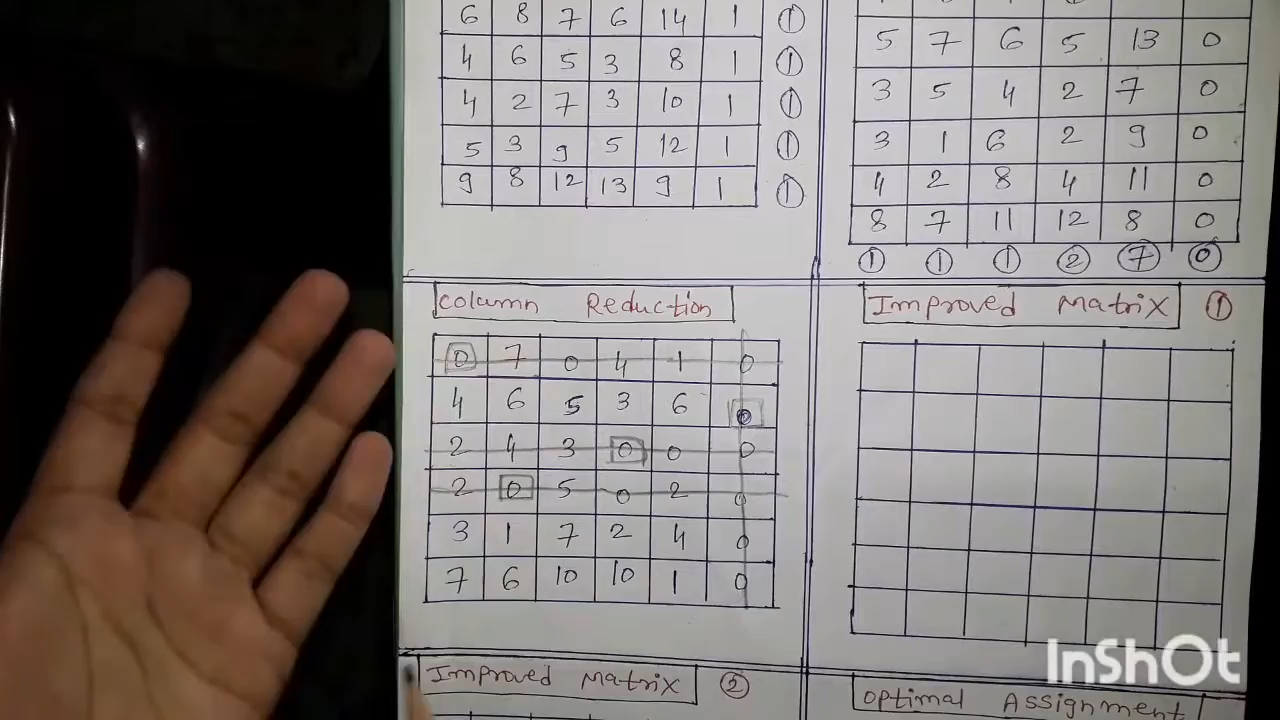 6 8 7 6 14 1 ①
4 6 5 3 8 1 ①
4 2 7 3 10 1 ①
5 3 9 5 12 1 ①
9 8 12 13 9 1 ①
5 7 6 5 13 0
3 5 4 2 7 0
3 1 6 2 9 0
4 2 8 4 11 0
8 7 11 12 8 0
① ① ① ② ⑦ ⓪
Column Reduction
0 7 0 4 1 0
4 6 5 3 6 0
2 4 3 0 0 0
2 0 5 0 2 0
3 1 7 2 4 0
7 6 10 10 1 0
Improved Matrix ①
Improved Matrix ②
Optimal Assignment
InShOt